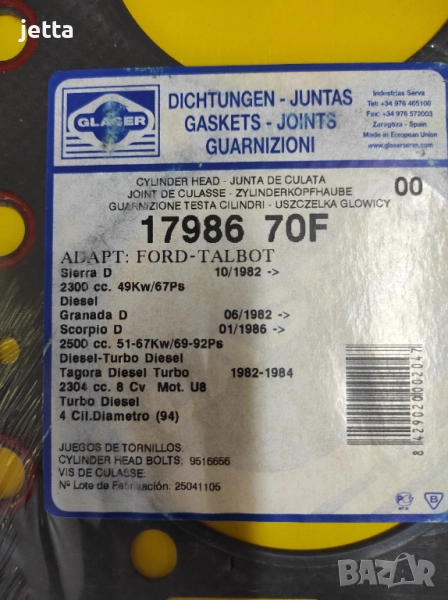 jetta
GLASER
DICHTUNGEN - JUNTAS
GASKETS - JOINTS
GUARNIZIONI
Industrias Serva
Tel: +34 976 465100
Fax: +34 976 572003
Zaragoza - Spain
Made in European Union
www.glaserserva.com
CYLINDER HEAD - JUNTA DE CULATA
JOINT DE CULASSE - ZYLINDERKOPFHAUBE
GUARNIZIONE TESTA CILINDRI - USZCZELKA GLOWICY
00
17986 70F
ADAPT: FORD-TALBOT
Sierra D 10/1982 ->
2300 cc. 49Kw/67Ps
Diesel
Granada D 06/1982 ->
Scorpio D 01/1986 ->
2500 cc. 51-67Kw/69-92Ps
Diesel-Turbo Diesel
Tagora Diesel Turbo 1982-1984
2304 cc. 8 Cv Mot. U8
Turbo Diesel
4 Cil.Diametro (94)
8 429020 002047
JUEGOS DE TORNILLOS.
CYLINDER HEAD BOLTS: 9516656
VIS DE CULASSE:
Nº Lote de Fabricación: 25041105
B
BAZAR